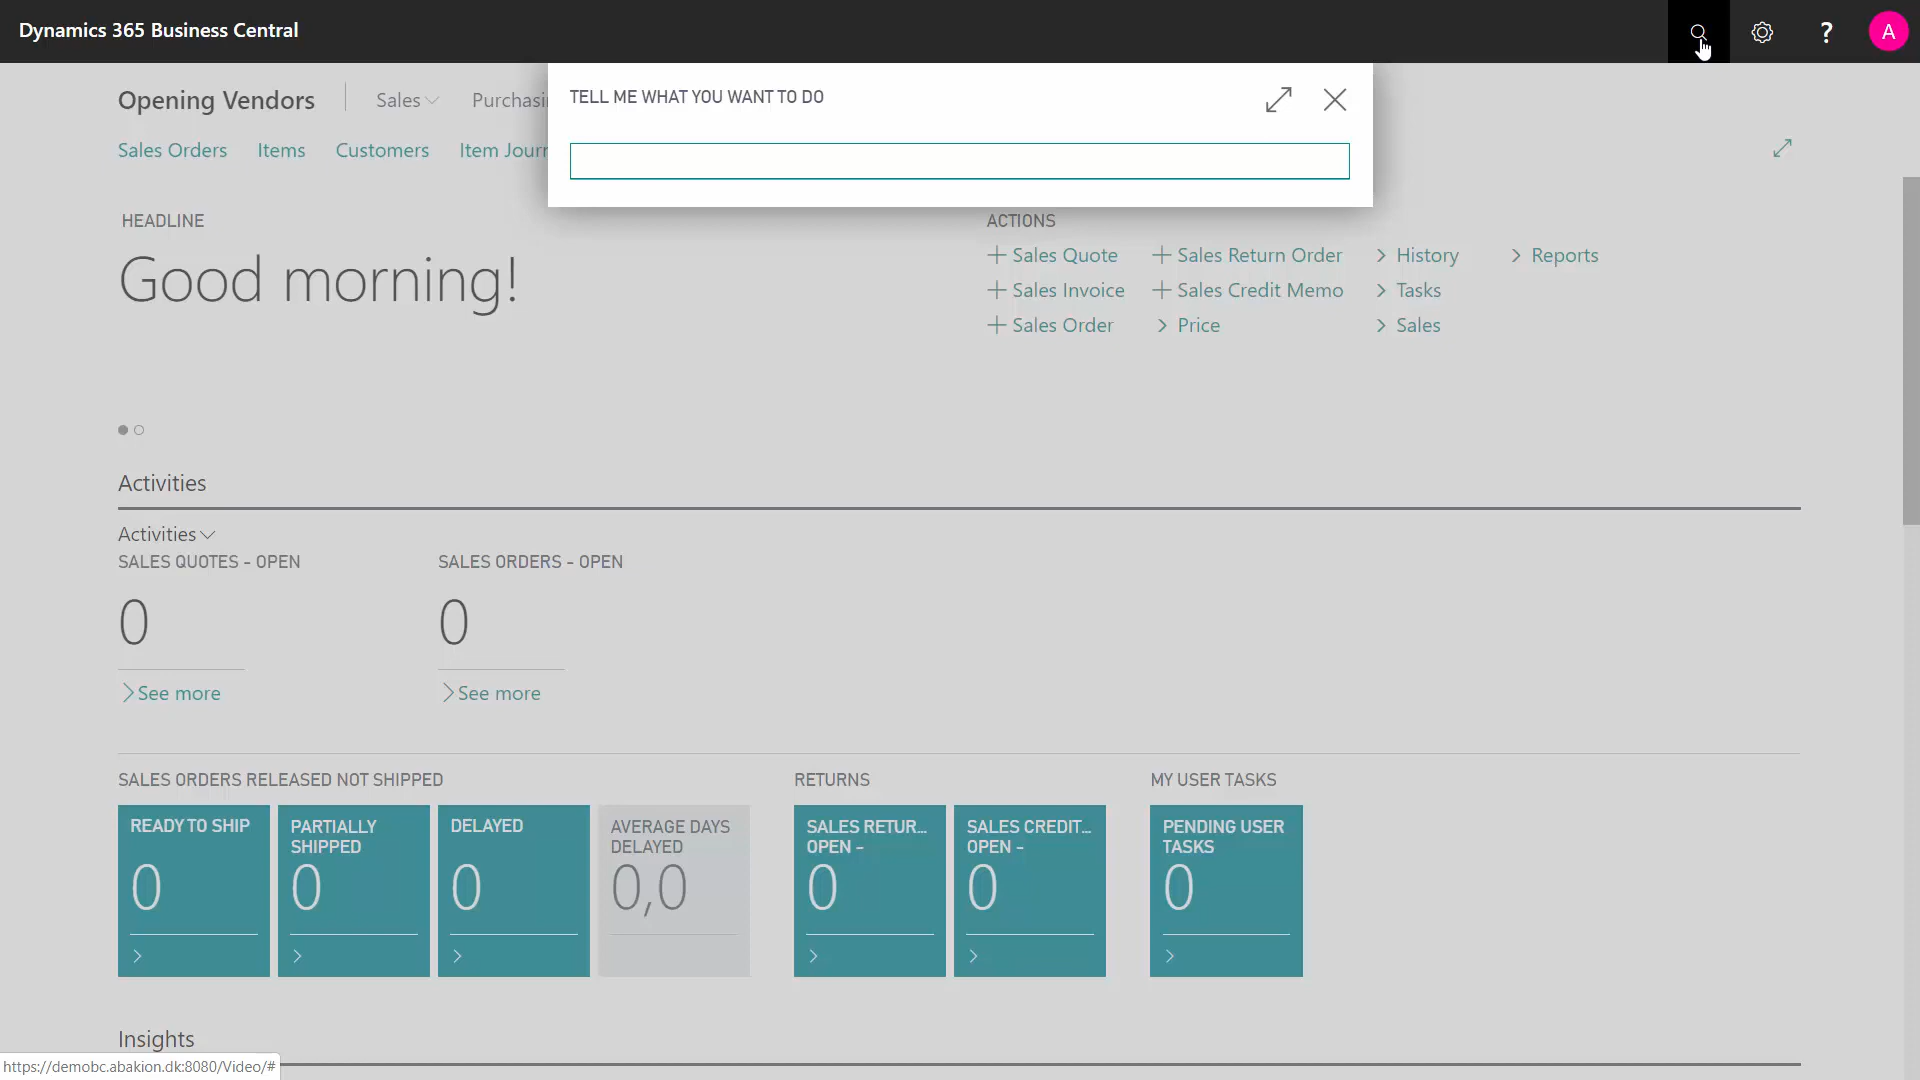 Dynamics 365 Business Central
?
A
TELL ME WHAT YOU WANT TO DO
Opening Vendors
Sales
Sales Orders Items Customers
HEADLINE
Good morning!
ACTIONS
Sales Quote Sales Return Order History Reports
Sales Invoice Sales Credit Memo Tasks
Sales Order Price Sales
Activities
Activities
SALES QUOTES - OPEN
0
See more
SALES ORDERS - OPEN
0
See more
SALES ORDERS RELEASED NOT SHIPPED
READY TO SHIP
0
PARTIALLY
SHIPPED
0
DELAYED
0
AVERAGE DAYS
DELAYED
0,0
RETURNS
SALES RETUR...
OPEN -
0
SALES CREDIT...
OPEN -
0
MY USER TASKS
PENDING USER
TASKS
0
Insights
https://demobc.abakion.dk:8080/Video/#